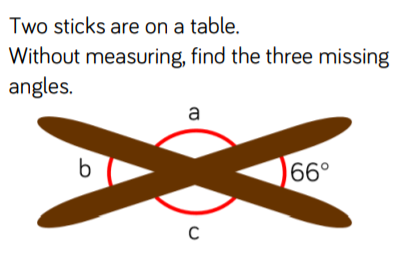 Two sticks are on a table.
Without measuring, find the three missing
angles.
a
b
66°
c